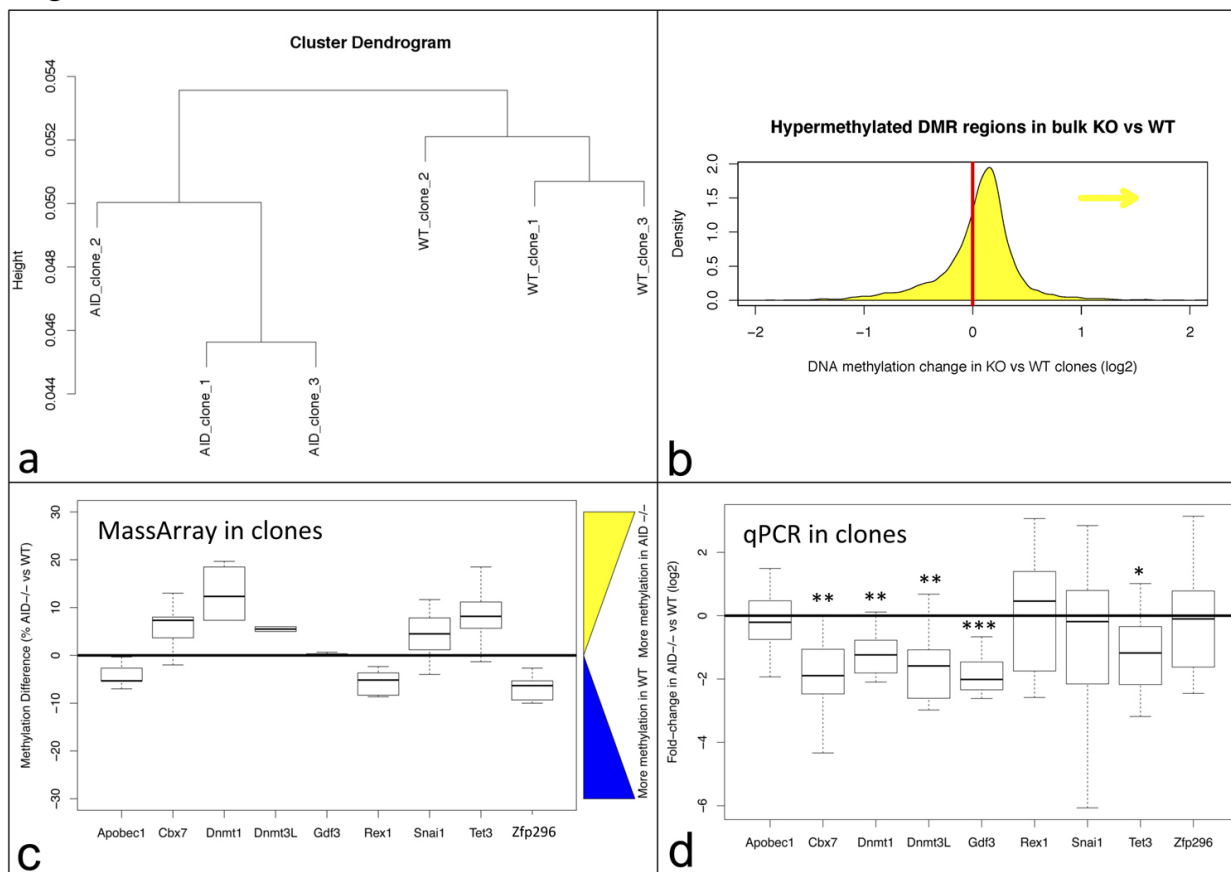 Cluster Dendrogram
Height
0.054
0.052
0.050
0.048
0.046
0.044
AID_clone_2
AID_clone_1
AID_clone_3
WT_clone_2
WT_clone_1
WT_clone_3
a
Hypermethylated DMR regions in bulk KO vs WT
Density
2.0
1.5
1.0
0.5
0.0
−2
−1
0
1
2
DNA methylation change in KO vs WT clones (log2)
b
MassArray in clones
Methylation Difference (% AID−/− vs WT)
30
20
10
0
−10
−20
−30
Apobec1
Cbx7
Dnmt1
Dnmt3L
Gdf3
Rex1
Snai1
Tet3
Zfp296
More methylation in AID −/−
More methylation in WT
c
qPCR in clones
Fold−change in AID−/− vs WT (log2)
2
0
−2
−4
−6
**
**
**
***
*
Apobec1
Cbx7
Dnmt1
Dnmt3L
Gdf3
Rex1
Snai1
Tet3
Zfp296
d